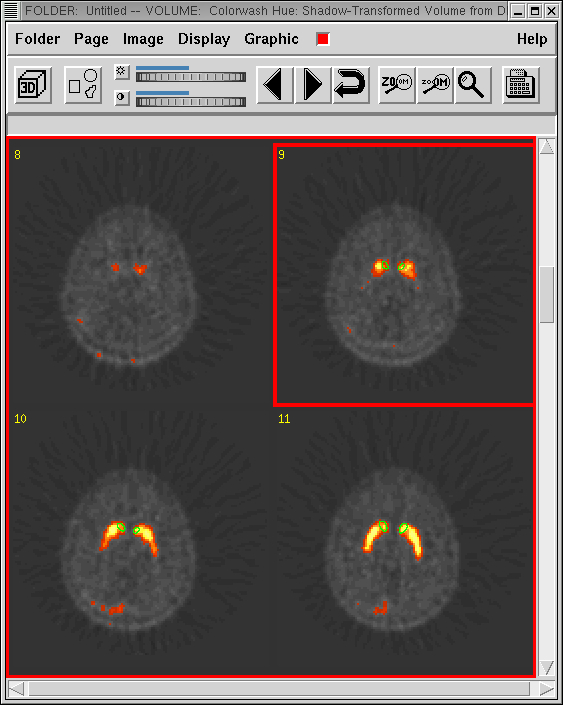 FOLDER: Untitled -- VOLUME: Colorwash Hue: Shadow-Transformed Volume from D
Folder Page Image Display Graphic Help
3D ZOOM ZOOM
8 9
10 11